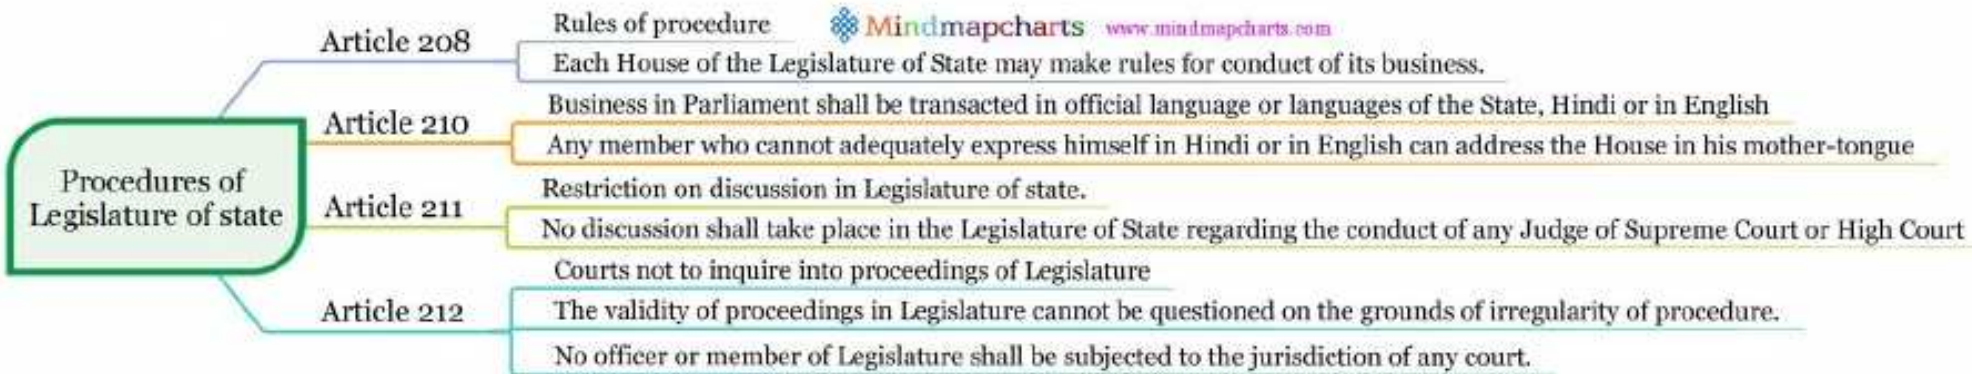 Article 208
Rules of procedure
Mindmapcharts www.mindmapcharts.com
Each House of the Legislature of State may make rules for conduct of its business.
Article 210
Business in Parliament shall be transacted in official language or languages of the State, Hindi or in English
Any member who cannot adequately express himself in Hindi or in English can address the House in his mother-tongue
Procedures of
Legislature of state
Article 211
Restriction on discussion in Legislature of state.
No discussion shall take place in the Legislature of State regarding the conduct of any Judge of Supreme Court or High Court
Article 212
Courts not to inquire into proceedings of Legislature
The validity of proceedings in Legislature cannot be questioned on the grounds of irregularity of procedure.
No officer or member of Legislature shall be subjected to the jurisdiction of any court.